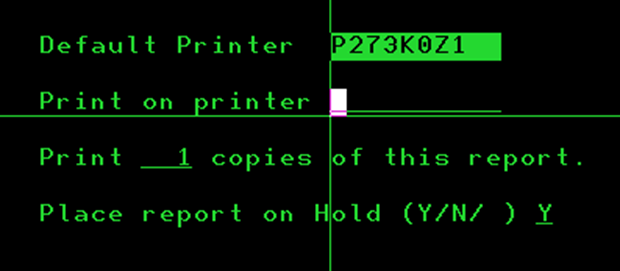 Default Printer P273K0Z1
Print on printer
Print 1 copies of this report.
Place report on Hold (Y/N/ ) Y